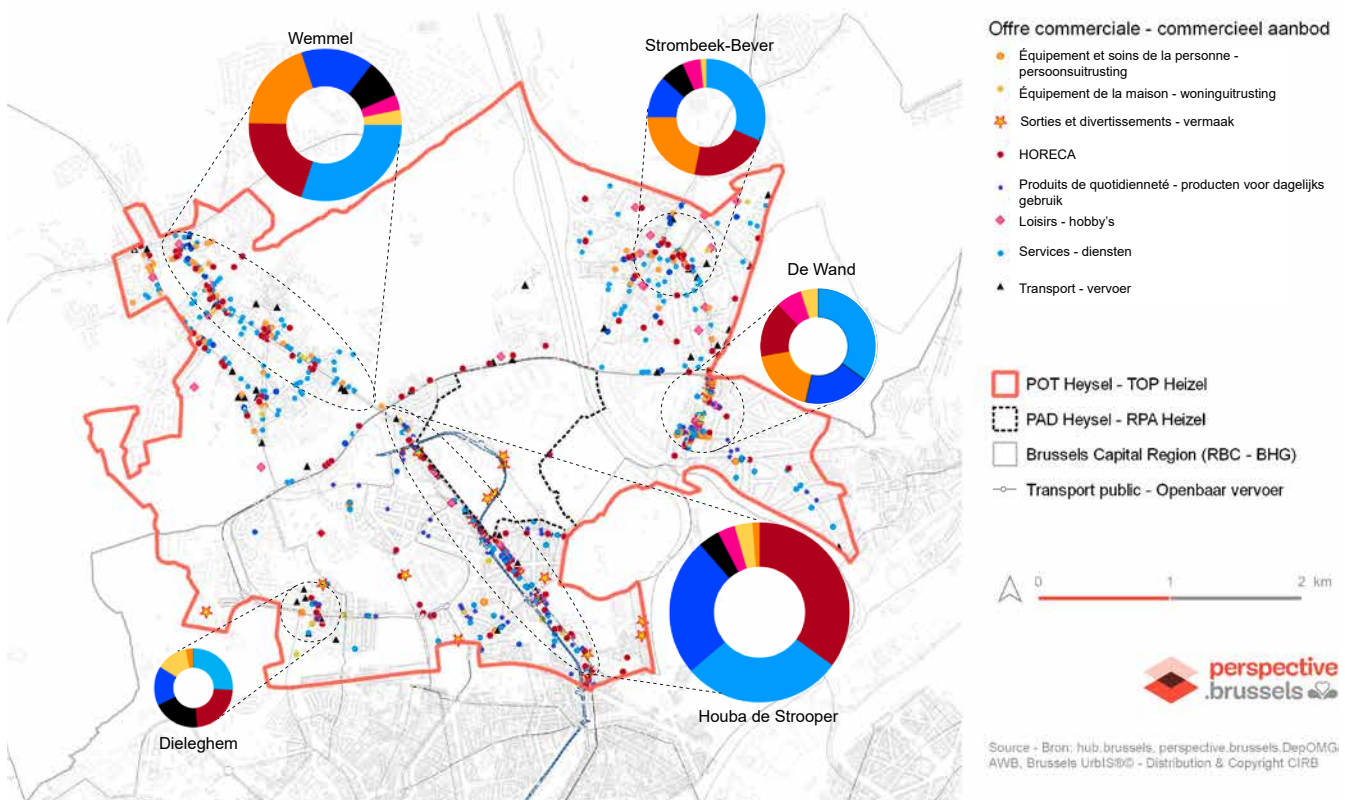 Wemmel
Strombeek-Bever
De Wand
Houba de Strooper
Dieleghem
Offre commerciale - commercieel aanbod
Équipement et soins de la personne -
persoonsuitrusting
Équipement de la maison - woninguitrusting
Sorties et divertissements - vermaak
HORECA
Produits de quotidienneté - producten voor dagelijks
gebruik
Loisirs - hobby's
Services - diensten
Transport - vervoer
POT Heysel - TOP Heizel
PAD Heysel - RPA Heizel
Brussels Capital Region (RBC - BHG)
Transport public - Openbaar vervoer
0 1 2 km
perspective
.brussels
Source - Bron: hub.brussels, perspective.brussels.DepOMG
AWB, Brussels UrbIS®© - Distribution & Copyright CIRB